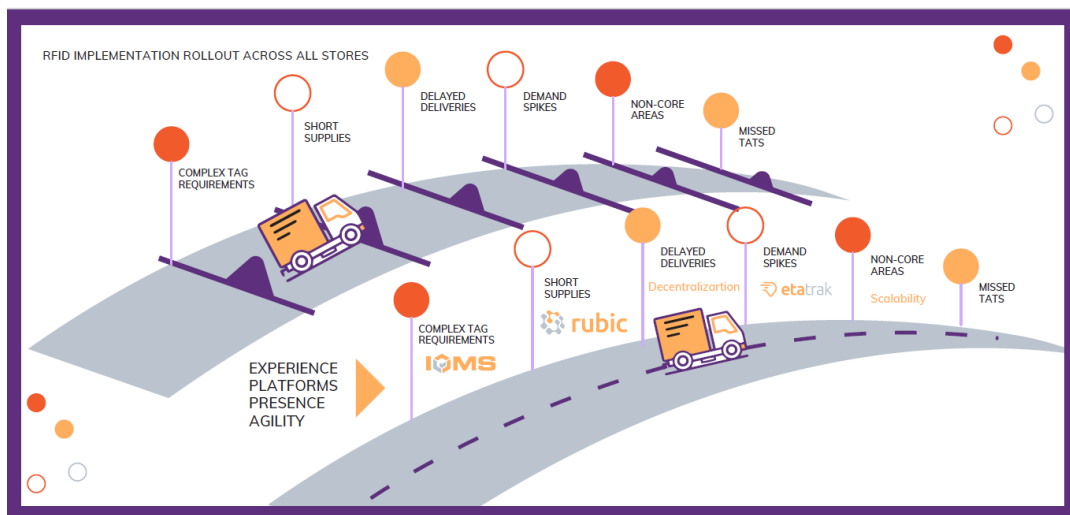 RFID IMPLEMENTATION ROLLOUT ACROSS ALL STORES
COMPLEX TAG
REQUIREMENTS
SHORT
SUPPLIES
DELAYED
DELIVERIES
DEMAND
SPIKES
NON-CORE
AREAS
MISSED
TATS
EXPERIENCE
PLATFORMS
PRESENCE
AGILITY
COMPLEX TAG
REQUIREMENTS
IOMS
SHORT
SUPPLIES
rubic
DELAYED
DELIVERIES
Decentralizartion
DEMAND
SPIKES
etatrak
NON-CORE
AREAS
Scalability
MISSED
TATS